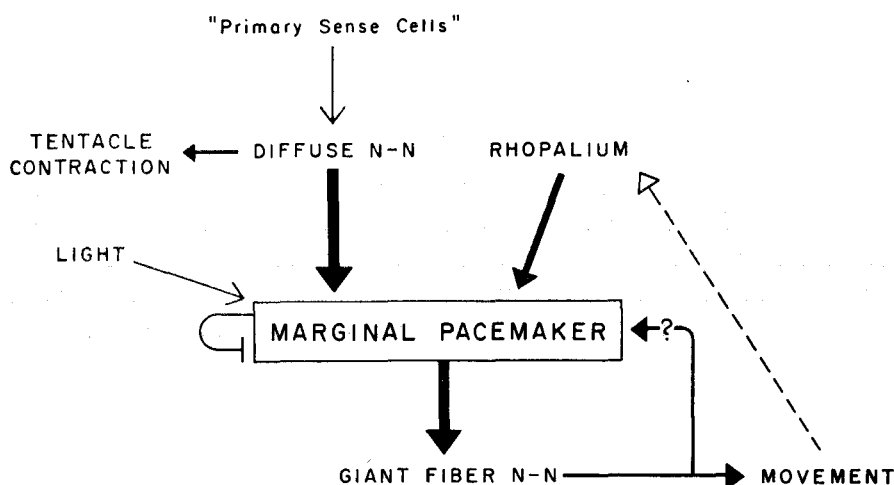 "Primary Sense Cells"
TENTACLE
CONTRACTION
DIFFUSE N-N
RHOPALIUM
LIGHT
MARGINAL PACEMAKER
?
GIANT FIBER N-N
MOVEMENT